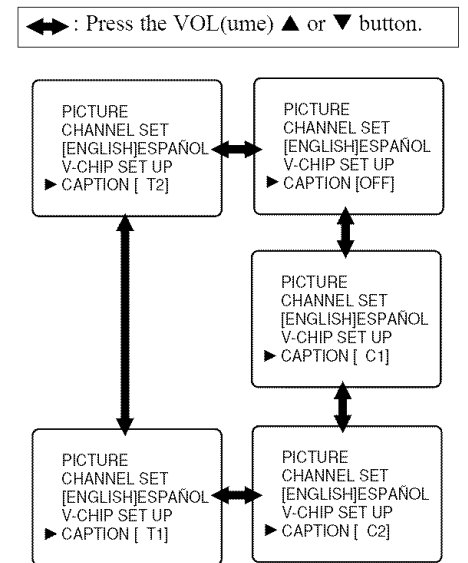 : Press the VOL(ume) ▲ or ▼ button.
PICTURE
CHANNEL SET
[ENGLISH]ESPAÑOL
V-CHIP SET UP
►CAPTION [ T2]
PICTURE
CHANNEL SET
[ENGLISH]ESPAÑOL
V-CHIP SET UP
►CAPTION [OFF]
PICTURE
CHANNEL SET
[ENGLISH]ESPAÑOL
V-CHIP SET UP
►CAPTION [ C1]
PICTURE
CHANNEL SET
[ENGLISH]ESPAÑOL
V-CHIP SET UP
►CAPTION [ T1]
PICTURE
CHANNEL SET
[ENGLISH]ESPAÑOL
V-CHIP SET UP
►CAPTION [ C2]